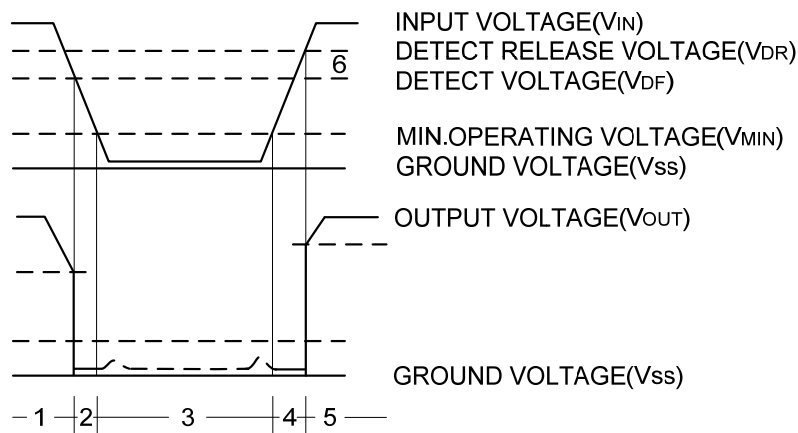 INPUT VOLTAGE(VIN)
DETECT RELEASE VOLTAGE(VDR)
6
DETECT VOLTAGE(VDF)
MIN.OPERATING VOLTAGE(VMIN)
GROUND VOLTAGE(Vss)
OUTPUT VOLTAGE(VOUT)
GROUND VOLTAGE(Vss)
1 2 3 4 5